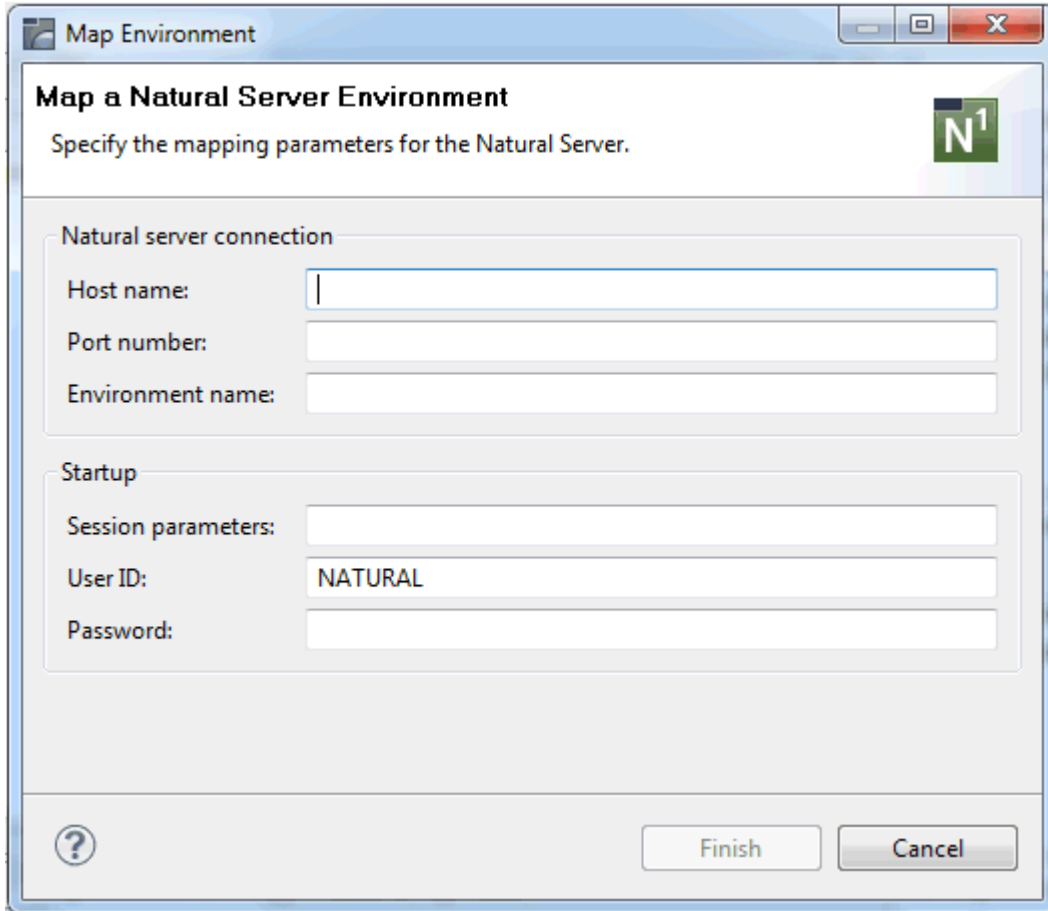 Map Environment
Map a Natural Server Environment
Specify the mapping parameters for the Natural Server.
N1
Natural server connection
Host name:
Port number:
Environment name:
Startup
Session parameters:
User ID: NATURAL
Password:
? Finish Cancel